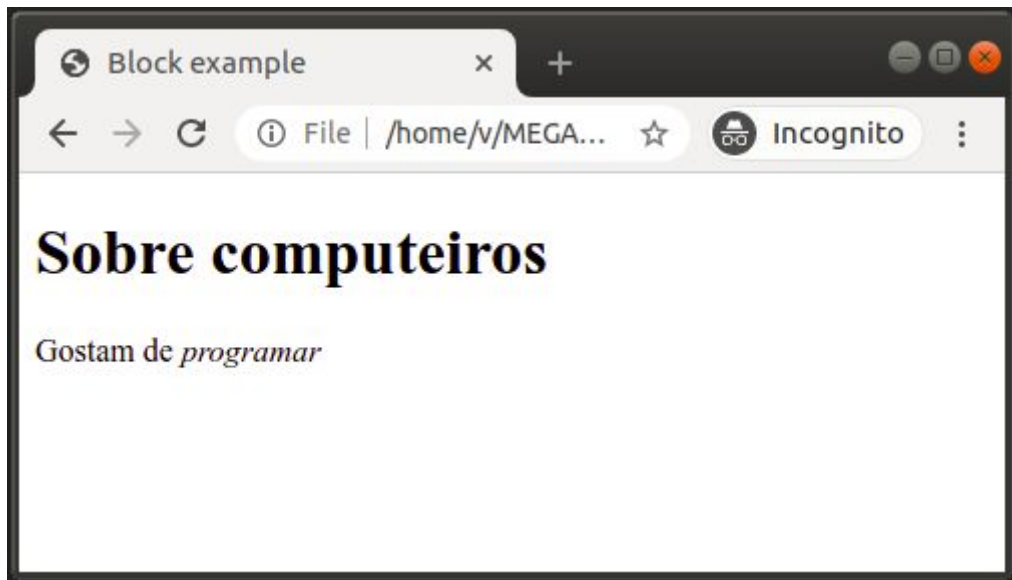 Block example
File | /home/v/MEGA... Incognito
Sobre computeiros
Gostam de programar